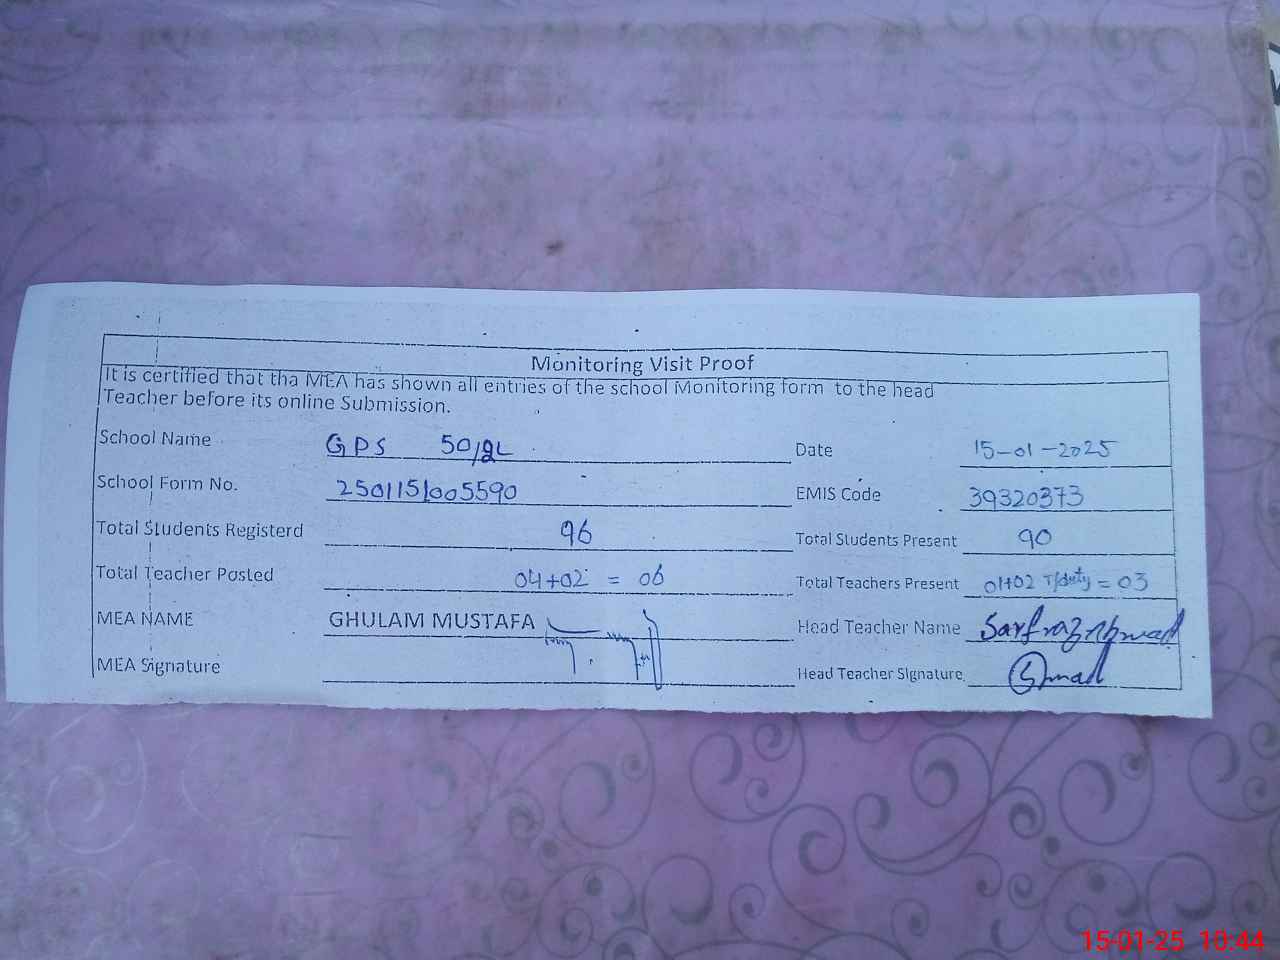 Monitoring Visit Proof
It is certified that tha MEA has shown all entries of the school Monitoring form to the head
Teacher before its online Submission.
School Name GPS 50/2L Date 15-01-2025
School Form No. 250115005590 EMIS Code 39320373
Total Students Registerd 96 Total Students Present 90
Total Teacher Posted 04+02 = 06 Total Teachers Present 01+02 T/duty = 03
MEA NAME GHULAM MUSTAFA Head Teacher Name Sarfraz Ahmad
MEA Signature Head Teacher Signature
15-01-25 10:44